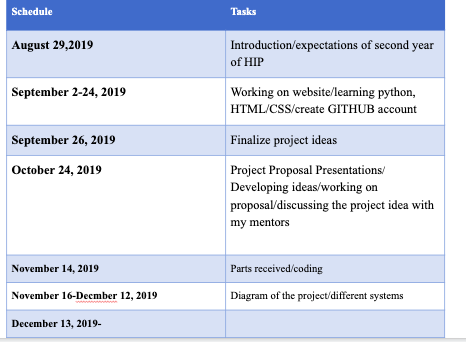 Schedule Tasks
August 29,2019 Introduction/expectations of second year
of HIP
September 2-24, 2019 Working on website/learning python,
HTML/CSS/create GITHUB account
September 26, 2019 Finalize project ideas
October 24, 2019 Project Proposal Presentations/
Developing ideas/working on
proposal/discussing the project idea with
my mentors
November 14, 2019 Parts received/coding
November 16-Decmber 12, 2019 Diagram of the project/different systems
December 13, 2019-